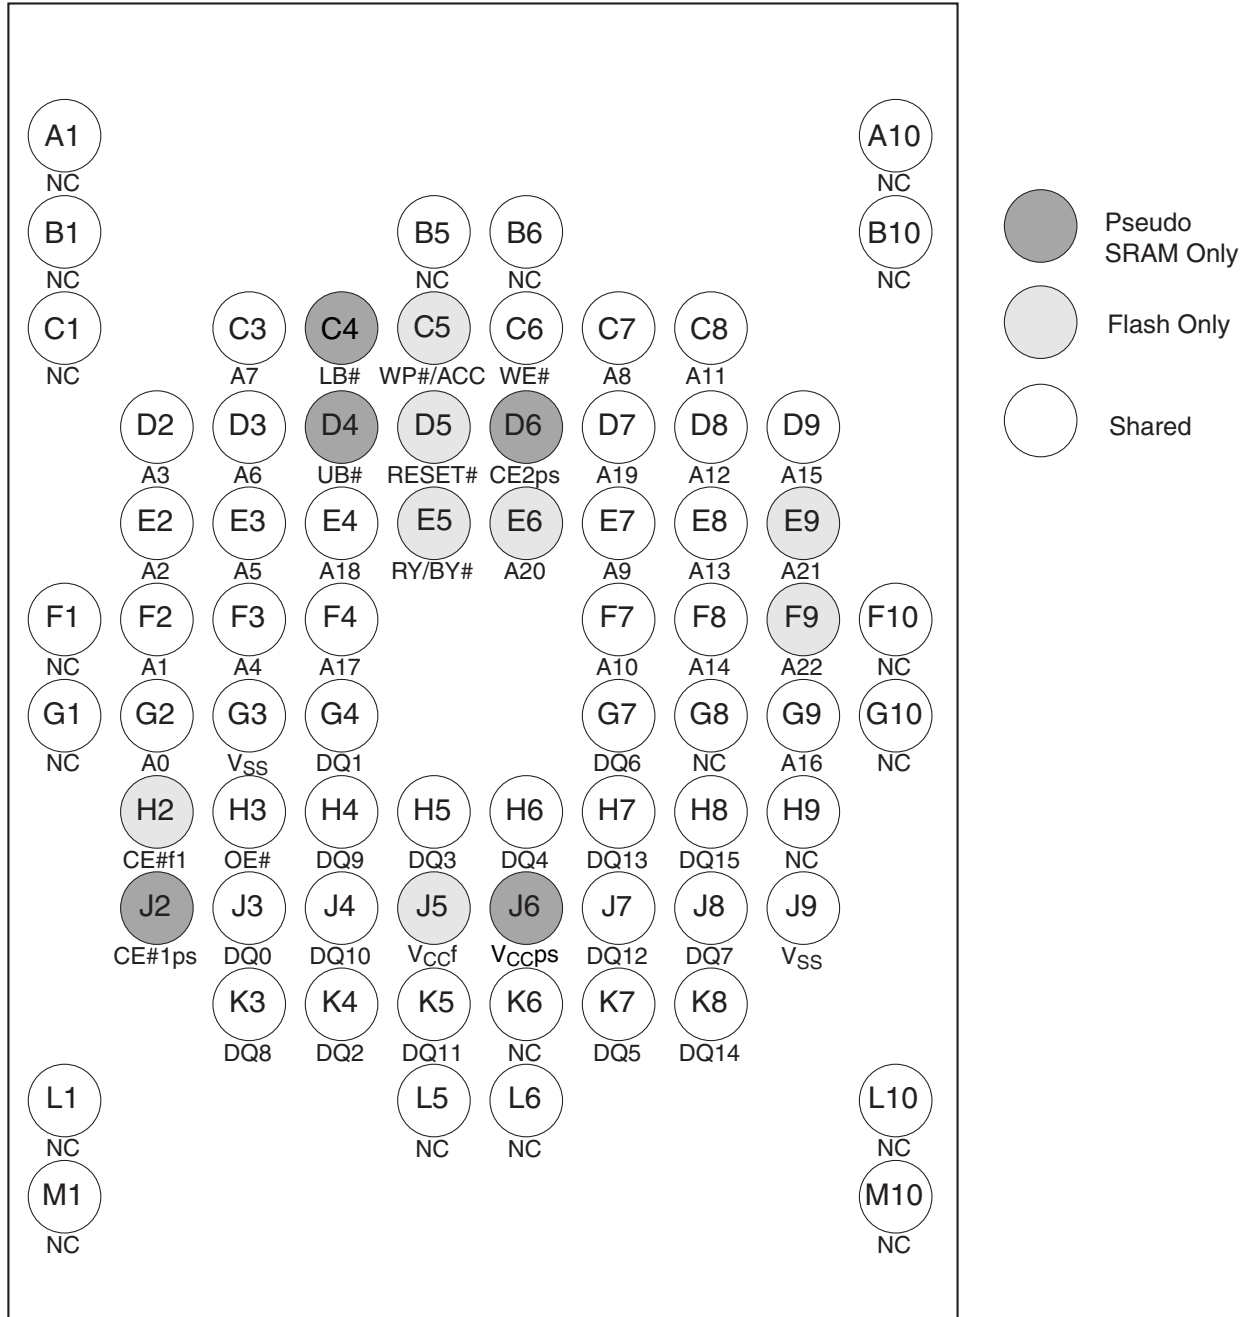 A1 A10
NC NC
B1 B5 B6 B10
NC NC NC NC
C1 C3 C4 C5 C6 C7 C8
NC A7 LB# WP#/ACC WE# A8 A11
D2 D3 D4 D5 D6 D7 D8 D9
A3 A6 UB# RESET# CE2ps A19 A12 A15
E2 E3 E4 E5 E6 E7 E8 E9
A2 A5 A18 RY/BY# A20 A9 A13 A21
F1 F2 F3 F4 F7 F8 F9 F10
NC A1 A4 A17 A10 A14 A22 NC
G1 G2 G3 G4 G7 G8 G9 G10
NC A0 VSS DQ1 DQ6 NC A16 NC
H2 H3 H4 H5 H6 H7 H8 H9
CE#f1 OE# DQ9 DQ3 DQ4 DQ13 DQ15 NC
J2 J3 J4 J5 J6 J7 J8 J9
CE#1ps DQ0 DQ10 VCCf VCCps DQ12 DQ7 VSS
K3 K4 K5 K6 K7 K8
DQ8 DQ2 DQ11 NC DQ5 DQ14
L1 L5 L6 L10
NC NC NC NC
M1 M10
NC NC
Pseudo
SRAM Only
Flash Only
Shared